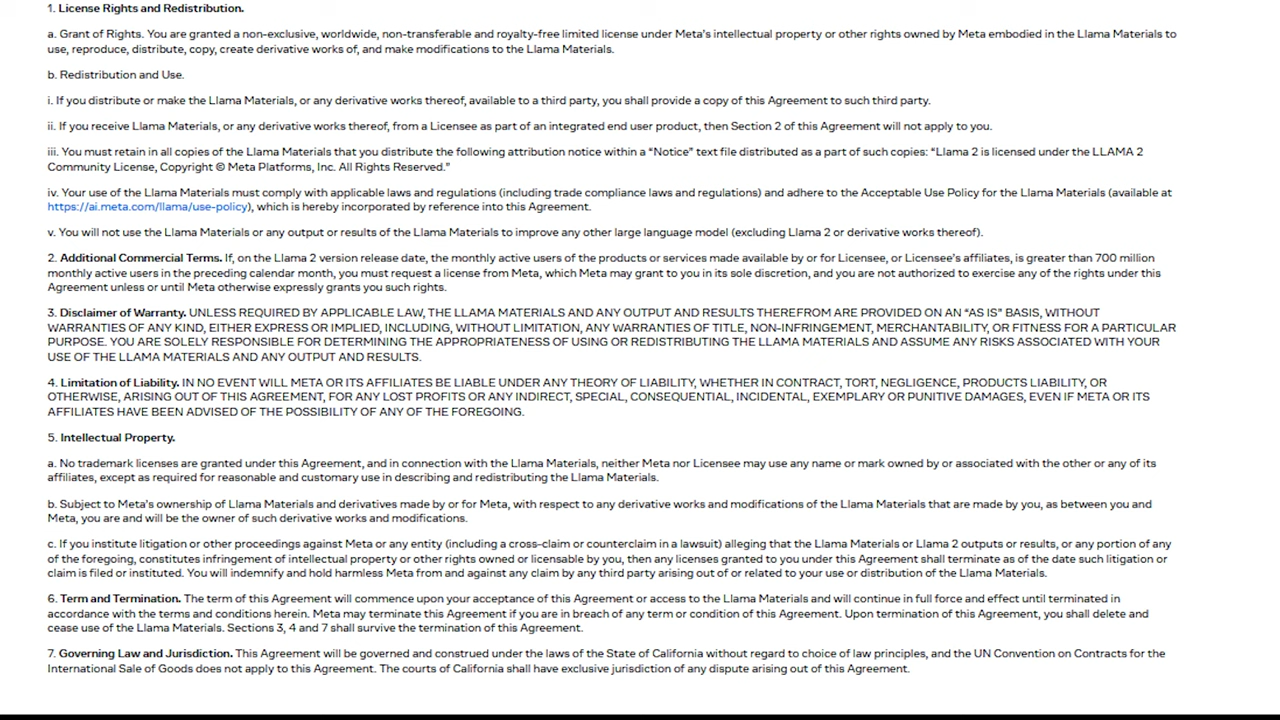 1. License Rights and Redistribution.
a. Grant of Rights. You are granted a non-exclusive, worldwide, non-transferable and royalty-free limited license under Meta's intellectual property or other rights owned by Meta embodied in the Llama Materials to
use, reproduce, distribute, copy, create derivative works of, and make modifications to the Llama Materials.
b. Redistribution and Use.
i. If you distribute or make the Llama Materials, or any derivative works thereof, available to a third party, you shall provide a copy of this Agreement to such third party.
ii. If you receive Llama Materials, or any derivative works thereof, from a Licensee as part of an integrated end user product, then Section 2 of this Agreement will not apply to you.
iii. You must retain in all copies of the Llama Materials that you distribute the following attribution notice within a “Notice” text file distributed as a part of such copies: “Llama 2 is licensed under the LLAMA 2
Community License, Copyright © Meta Platforms, Inc. All Rights Reserved.”
iv. Your use of the Llama Materials must comply with applicable laws and regulations (including trade compliance laws and regulations) and adhere to the Acceptable Use Policy for the Llama Materials (available at
https://ai.meta.com/llama/use-policy), which is hereby incorporated by reference into this Agreement.
v. You will not use the Llama Materials or any output or results of the Llama Materials to improve any other large language model (excluding Llama 2 or derivative works thereof).
2. Additional Commercial Terms. If, on the Llama 2 version release date, the monthly active users of the products or services made available by or for Licensee, or Licensee's affiliates, is greater than 700 million
monthly active users in the preceding calendar month, you must request a license from Meta, which Meta may grant to you in its sole discretion, and you are not authorized to exercise any of the rights under this
Agreement unless or until Meta otherwise expressly grants you such rights.
3. Disclaimer of Warranty. UNLESS REQUIRED BY APPLICABLE LAW, THE LLAMA MATERIALS AND ANY OUTPUT AND RESULTS THEREFROM ARE PROVIDED ON AN “AS IS” BASIS, WITHOUT
WARRANTIES OF ANY KIND, EITHER EXPRESS OR IMPLIED, INCLUDING, WITHOUT LIMITATION, ANY WARRANTIES OF TITLE, NON-INFRINGEMENT, MERCHANTABILITY, OR FITNESS FOR A PARTICULAR
PURPOSE. YOU ARE SOLELY RESPONSIBLE FOR DETERMINING THE APPROPRIATENESS OF USING OR REDISTRIBUTING THE LLAMA MATERIALS AND ASSUME ANY RISKS ASSOCIATED WITH YOUR
USE OF THE LLAMA MATERIALS AND ANY OUTPUT AND RESULTS.
4. Limitation of Liability. IN NO EVENT WILL META OR ITS AFFILIATES BE LIABLE UNDER ANY THEORY OF LIABILITY, WHETHER IN CONTRACT, TORT, NEGLIGENCE, PRODUCTS LIABILITY, OR
OTHERWISE, ARISING OUT OF THIS AGREEMENT, FOR ANY LOST PROFITS OR ANY INDIRECT, SPECIAL, CONSEQUENTIAL, INCIDENTAL, EXEMPLARY OR PUNITIVE DAMAGES, EVEN IF META OR ITS
AFFILIATES HAVE BEEN ADVISED OF THE POSSIBILITY OF ANY OF THE FOREGOING.
5. Intellectual Property.
a. No trademark licenses are granted under this Agreement, and in connection with the Llama Materials, neither Meta nor Licensee may use any name or mark owned by or associated with the other or any of its
affiliates, except as required for reasonable and customary use in describing and redistributing the Llama Materials.
b. Subject to Meta's ownership of Llama Materials and derivatives made by or for Meta, with respect to any derivative works and modifications of the Llama Materials that are made by you, as between you and
Meta, you are and will be the owner of such derivative works and modifications.
c. If you institute litigation or other proceedings against Meta or any entity (including a cross-claim or counterclaim in a lawsuit) alleging that the Llama Materials or Llama 2 outputs or results, or any portion of any
of the foregoing, constitutes infringement of intellectual property or other rights owned or licensable by you, then any licenses granted to you under this Agreement shall terminate as of the date such litigation or
claim is filed or instituted. You will indemnify and hold harmless Meta from and against any claim by any third party arising out of or related to your use or distribution of the Llama Materials.
6. Term and Termination. The term of this Agreement will commence upon your acceptance of this Agreement or access to the Llama Materials and will continue in full force and effect until terminated in
accordance with the terms and conditions herein. Meta may terminate this Agreement if you are in breach of any term or condition of this Agreement. Upon termination of this Agreement, you shall delete and
cease use of the Llama Materials. Sections 3, 4 and 7 shall survive the termination of this Agreement.
7. Governing Law and Jurisdiction. This Agreement will be governed and construed under the laws of the State of California without regard to choice of law principles, and the UN Convention on Contracts for the
International Sale of Goods does not apply to this Agreement. The courts of California shall have exclusive jurisdiction of any dispute arising out of this Agreement.